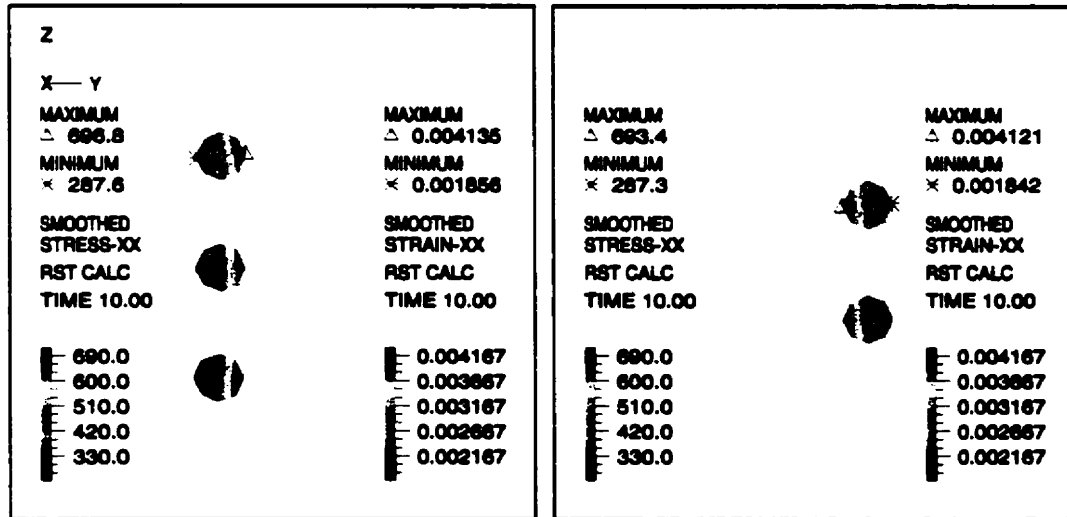 Z
X Y
MAXIMUM
△ 696.8
MINIMUM
✳ 287.6
SMOOTHED
STRESS-XX
RST CALC
TIME 10.00
690.0
600.0
510.0
420.0
330.0
MAXIMUM
△ 0.004135
MINIMUM
✳ 0.001856
SMOOTHED
STRAIN-XX
RST CALC
TIME 10.00
0.004167
0.003667
0.003167
0.002667
0.002167
MAXIMUM
△ 693.4
MINIMUM
✳ 287.3
SMOOTHED
STRESS-XX
RST CALC
TIME 10.00
690.0
600.0
510.0
420.0
330.0
MAXIMUM
△ 0.004121
MINIMUM
✳ 0.001842
SMOOTHED
STRAIN-XX
RST CALC
TIME 10.00
0.004167
0.003667
0.003167
0.002667
0.002167